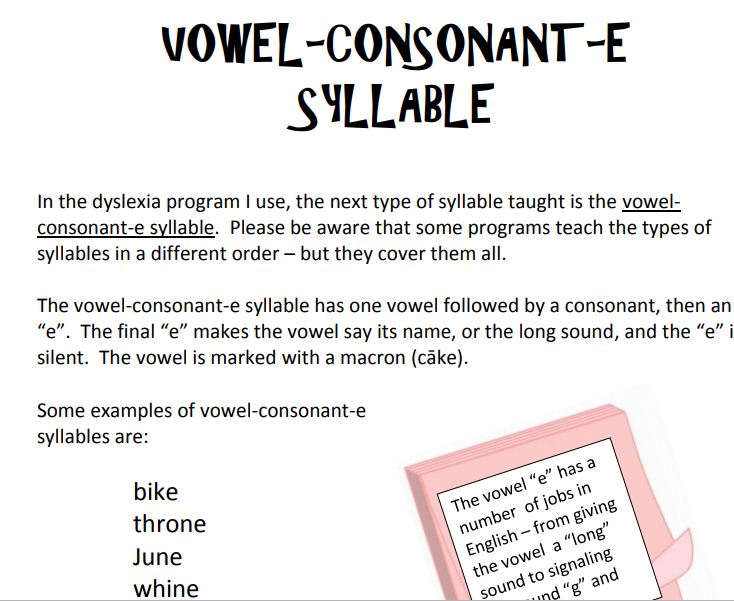 VOWEL-CONSONANT-E
SYLLABLE
In the dyslexia program I use, the next type of syllable taught is the vowel-
consonant-e syllable.  Please be aware that some programs teach the types of
syllables in a different order – but they cover them all.
The vowel-consonant-e syllable has one vowel followed by a consonant, then an
“e”.  The final “e” makes the vowel say its name, or the long sound, and the “e” i
silent.  The vowel is marked with a macron (cāke).
Some examples of vowel-consonant-e
syllables are:
bike
throne
June
whine
The vowel “e” has a
number  of jobs in
English – from giving
the vowel  a “long”
sound to signaling
und “g” and